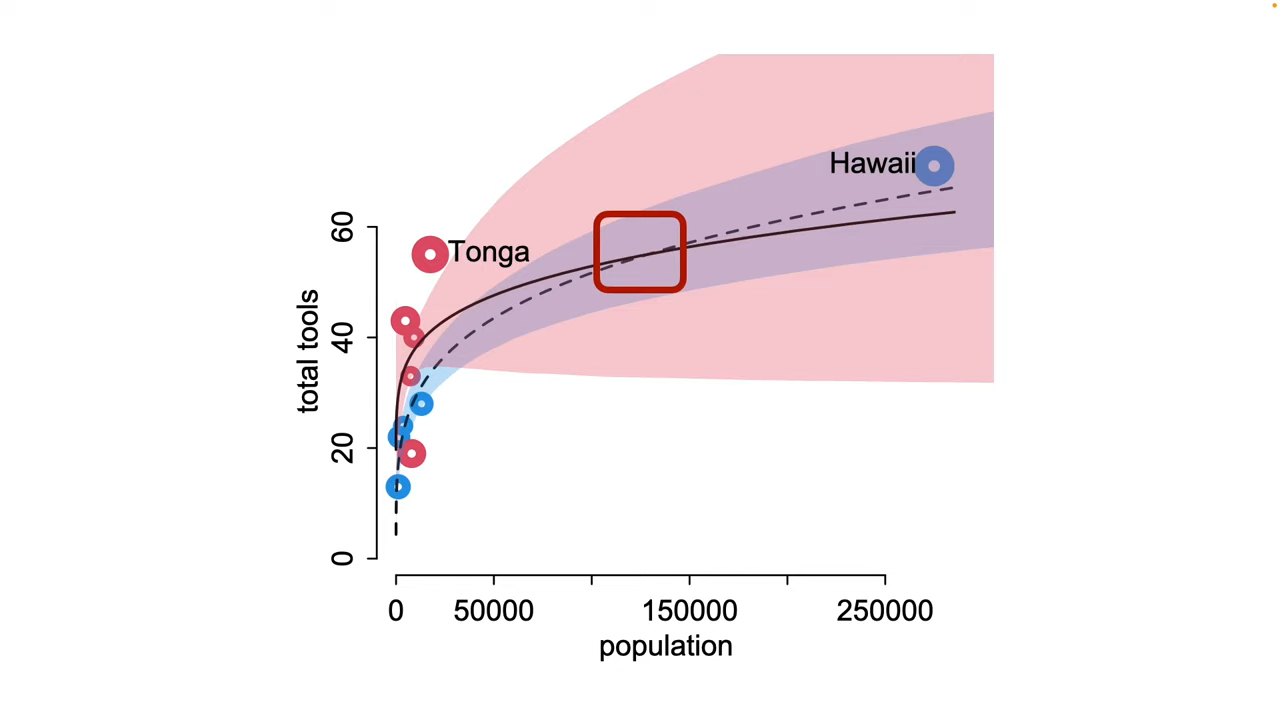 Hawaii
Tonga
total tools
60
40
20
0
0 50000 150000 250000
population